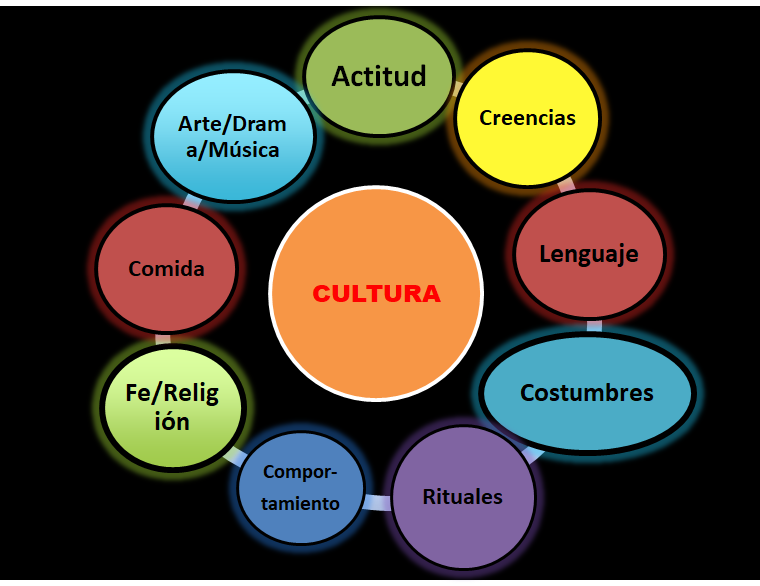 Actitud
Creencias
Lenguaje
Costumbres
Rituales
Compor-
tamiento
Fe/Relig
ión
Comida
Arte/Dram
a/Música
CULTURA